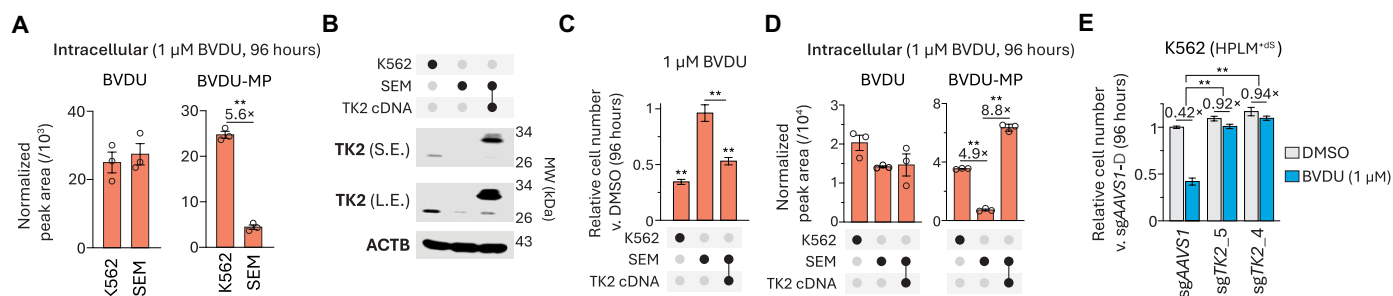 A
Intracellular (1 µM BVDU, 96 hours)
BVDU
BVDU-MP
Normalized
peak area (/10³)
40
20
0
30
20
10
0
**
5.6×
K562
SEM
K562
SEM
B
K562
SEM
TK2 cDNA
TK2 (S.E.)
34
26
TK2 (L.E.)
34
26
ACTB
43
MW (kDa)
C
1 µM BVDU
Relative cell number
v. DMSO (96 hours)
1
0.5
0
**
**
**
K562
SEM
TK2 cDNA
D
Intracellular (1 µM BVDU, 96 hours)
BVDU
BVDU-MP
Normalized
peak area (/10⁴)
3
2
1
0
8
4
0
**
8.8×
**
4.9×
K562
SEM
TK2 cDNA
E
K562 (HPLM⁺ᵈˢ)
Relative cell number
v. sgAAVS1-D (96 hours)
1
0.5
0
**
**
0.42×
0.92×
0.94×
DMSO
BVDU (1 µM)
sgAAVS1
sgTK2_5
sgTK2_4